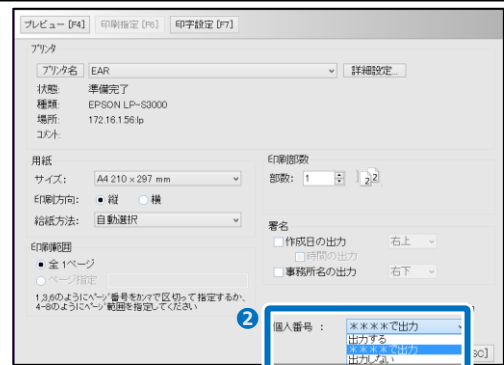 プレビュー [F4] 印刷指定 [F6] 印字設定 [F7]
プリンタ
プリンタ名 EAR 詳細設定...
状態: 準備完了
種類: EPSON LP-S3000
場所: 172.16.1.56:lp
コメント:
用紙
サイズ: A4 210 x 297 mm
印刷方向: 縦 横
給紙方法: 自動選択
印刷範囲
全 1ページ
ページ指定
1,3,6のようにページ番号をカンマで区切って指定するか、
4-8のようにページ範囲を指定してください
印刷部数
部数: 1
署名
作成日の出力 右上
時間の出力
事務所名の出力 右下
2
個人番号 : ****で出力
出力する
****で出力
出力しない
SC]